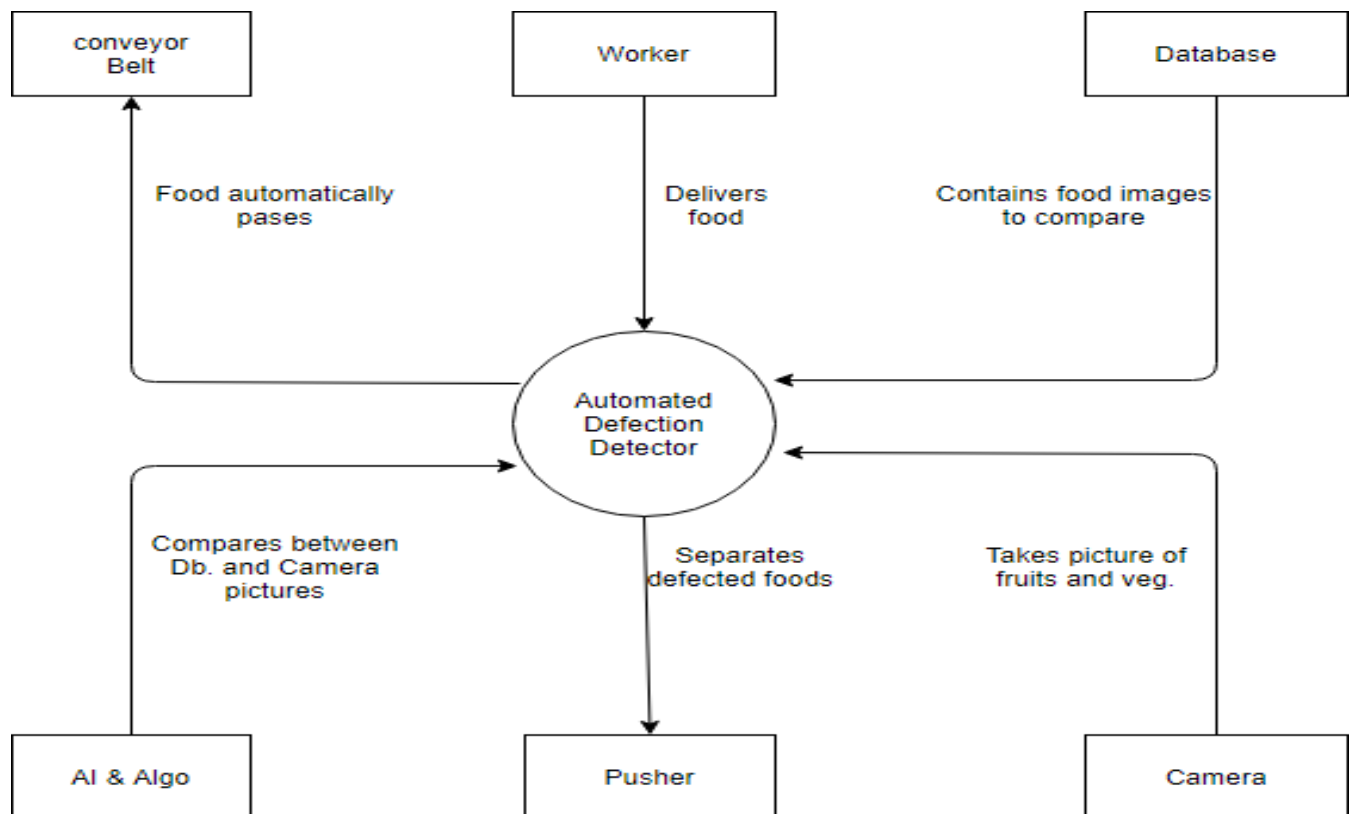 conveyor
Belt
Worker
Database
Food automatically
pases
Delivers
food
Contains food images
to compare
Automated
Defection
Detector
Compares between
Db. and Camera
pictures
Separates
defected foods
Takes picture of
fruits and veg.
AI & Algo
Pusher
Camera